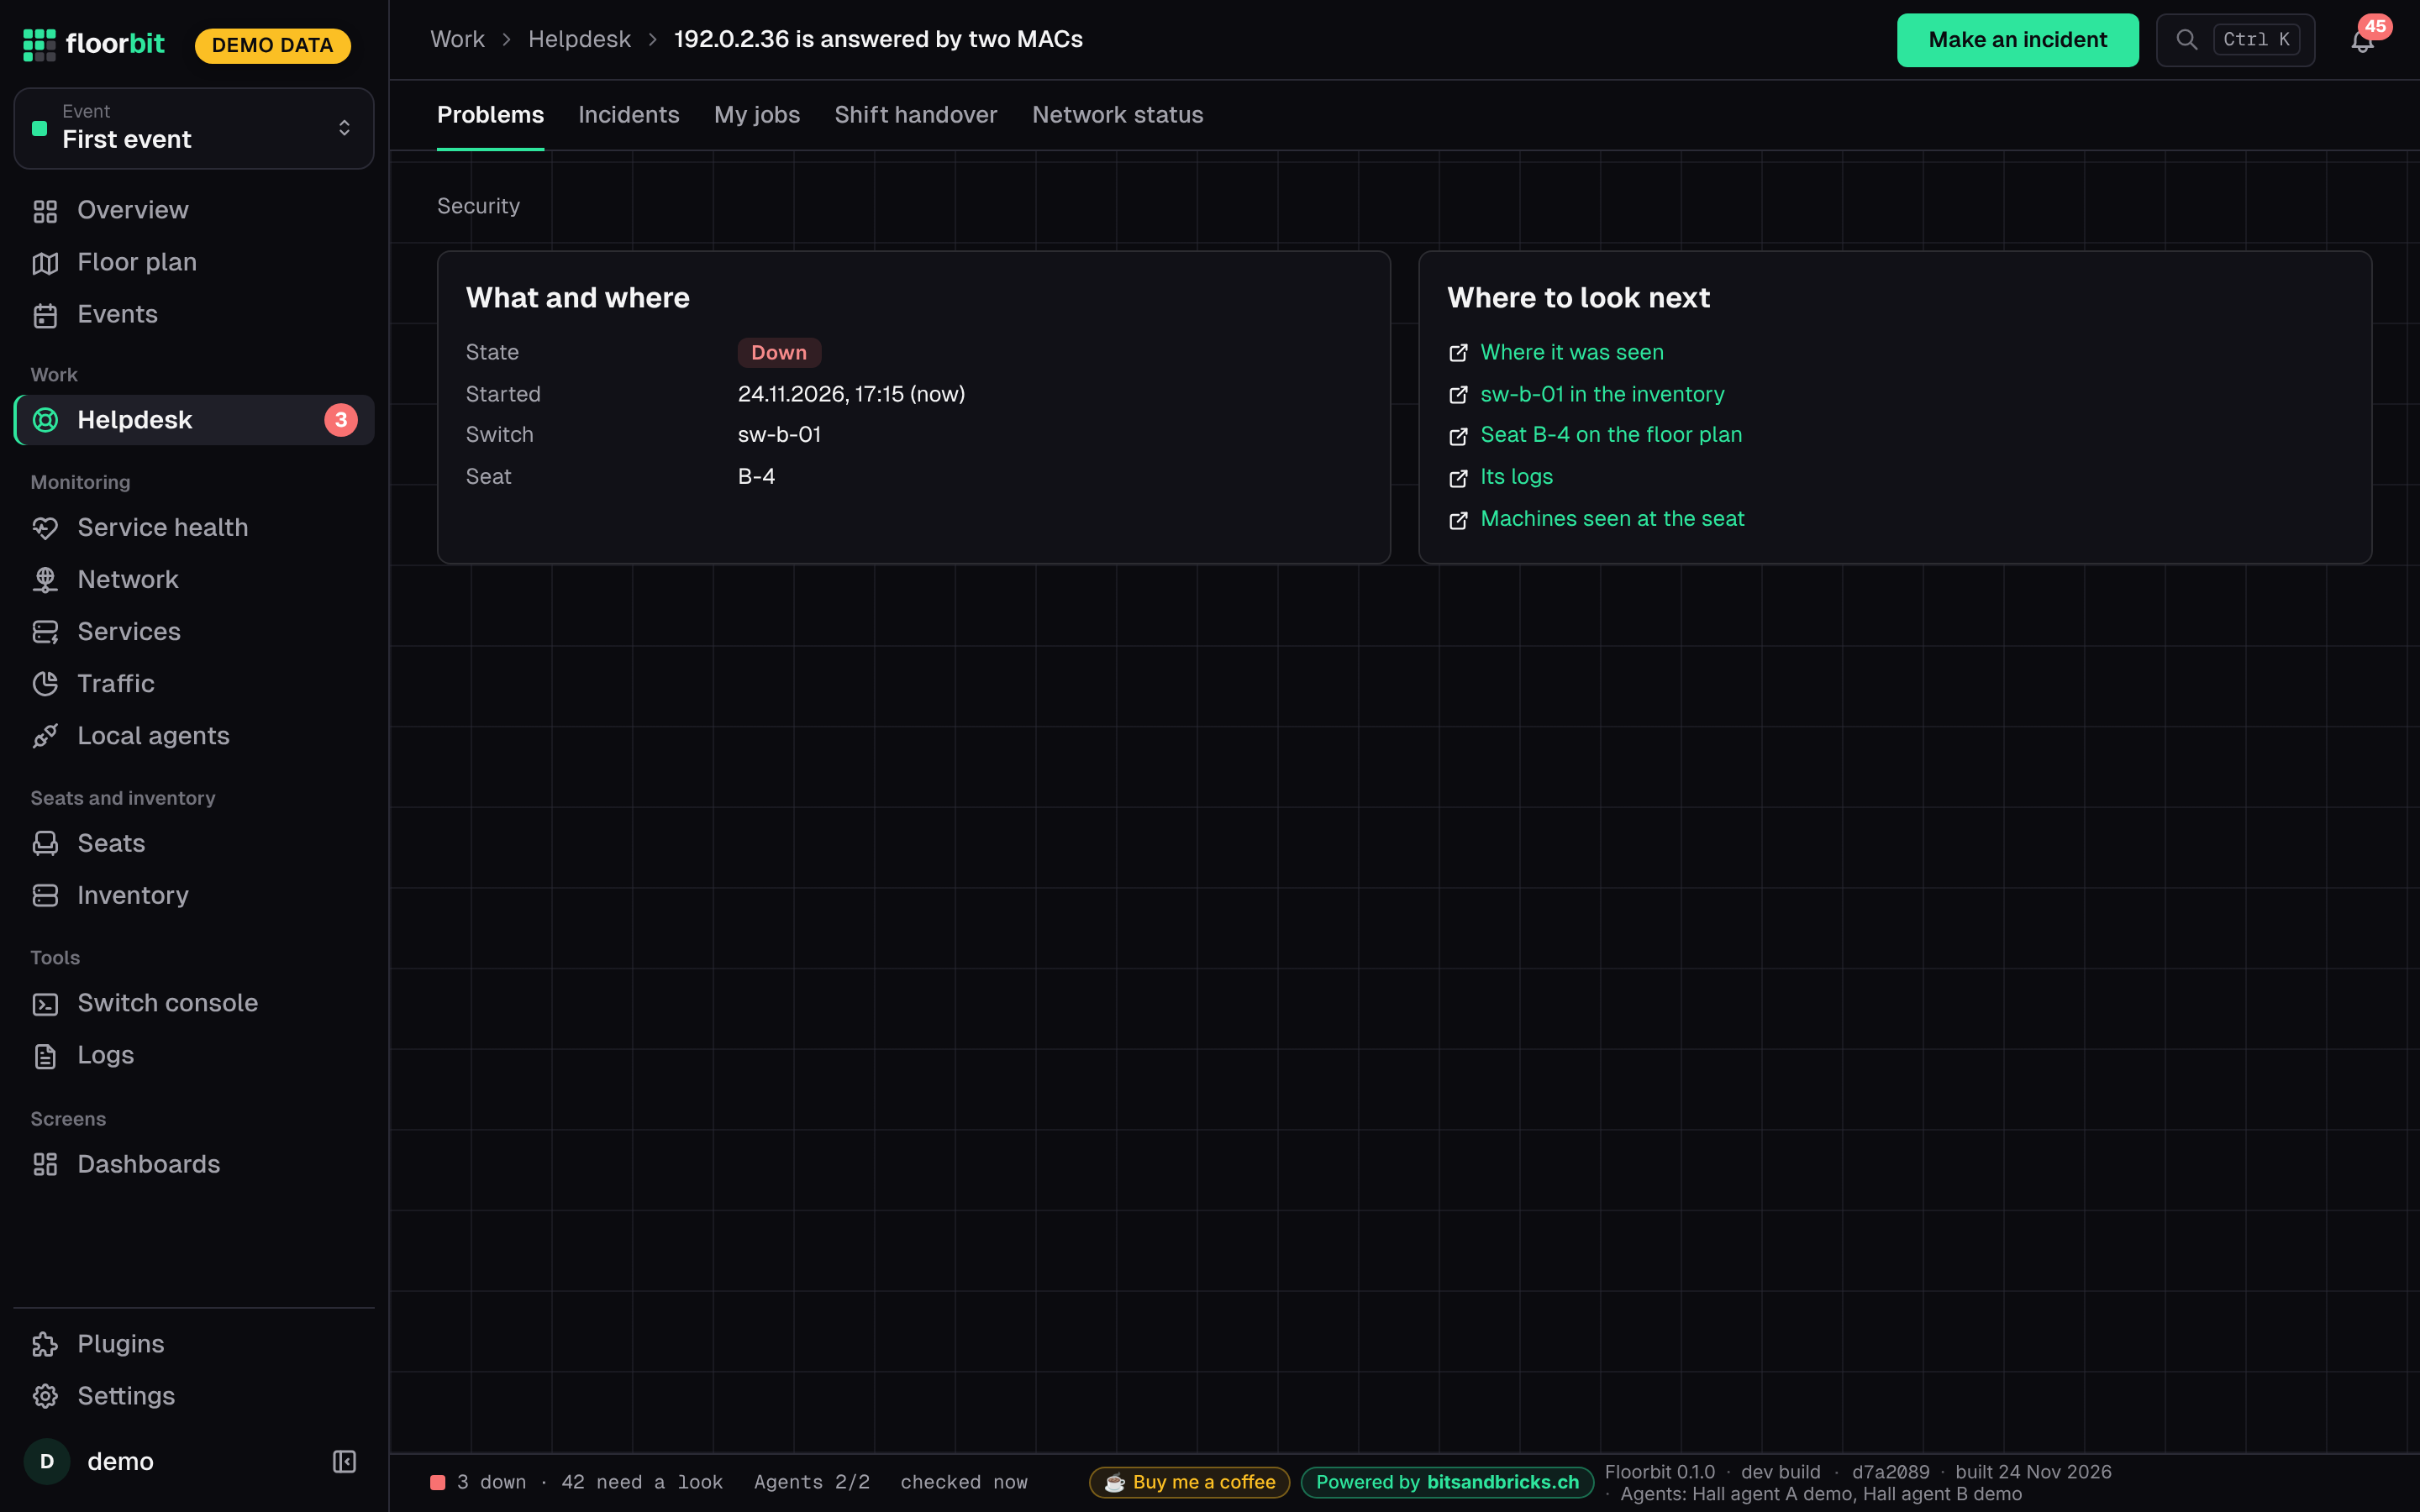 floorbit DEMO DATA
Event
First event
Overview
Floor plan
Events
Work
Helpdesk 3
Monitoring
Service health
Network
Services
Traffic
Local agents
Seats and inventory
Seats
Inventory
Tools
Switch console
Logs
Screens
Dashboards
Plugins
Settings
D demo
Work > Helpdesk > 192.0.2.36 is answered by two MACs
Make an incident
Ctrl K
45
Problems Incidents My jobs Shift handover Network status
Security
What and where
State Down
Started 24.11.2026, 17:15 (now)
Switch sw-b-01
Seat B-4
Where to look next
Where it was seen
sw-b-01 in the inventory
Seat B-4 on the floor plan
Its logs
Machines seen at the seat
3 down · 42 need a look Agents 2/2 checked now
Buy me a coffee
Powered by bitsandbricks.ch
Floorbit 0.1.0 · dev build · d7a2089 · built 24 Nov 2026
· Agents: Hall agent A demo, Hall agent B demo